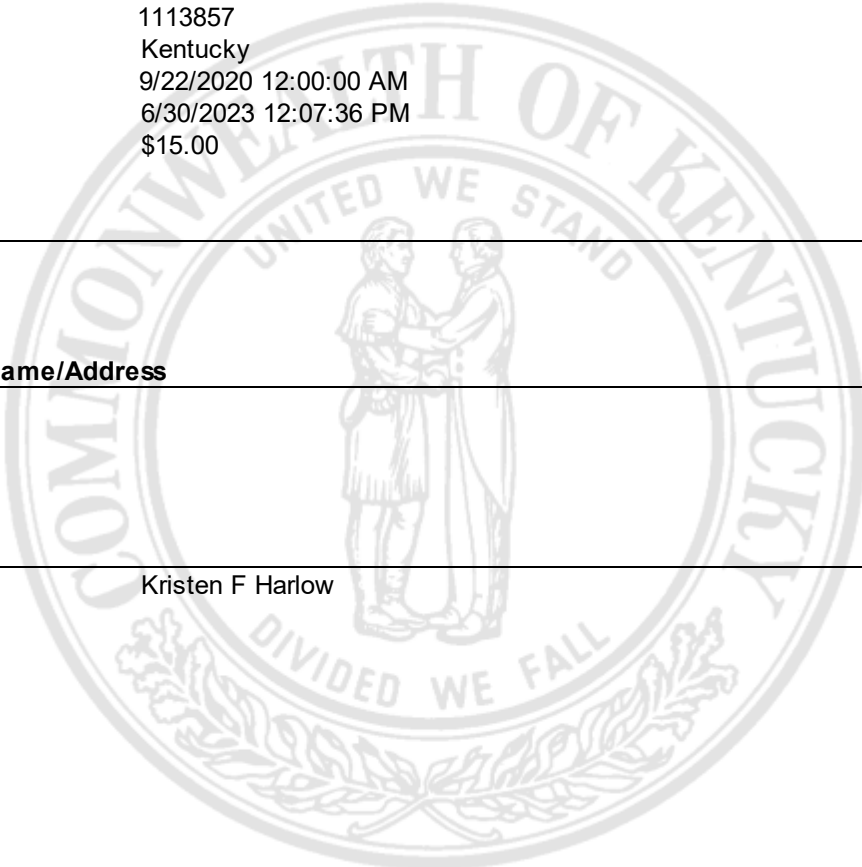 1113857
Kentucky
9/22/2020 12:00:00 AM
6/30/2023 12:07:36 PM
$15.00
COMMONWEALTH OF KENTUCKY
UNITED WE STAND
ame/Address
Kristen F Harlow
DIVIDED WE FALL